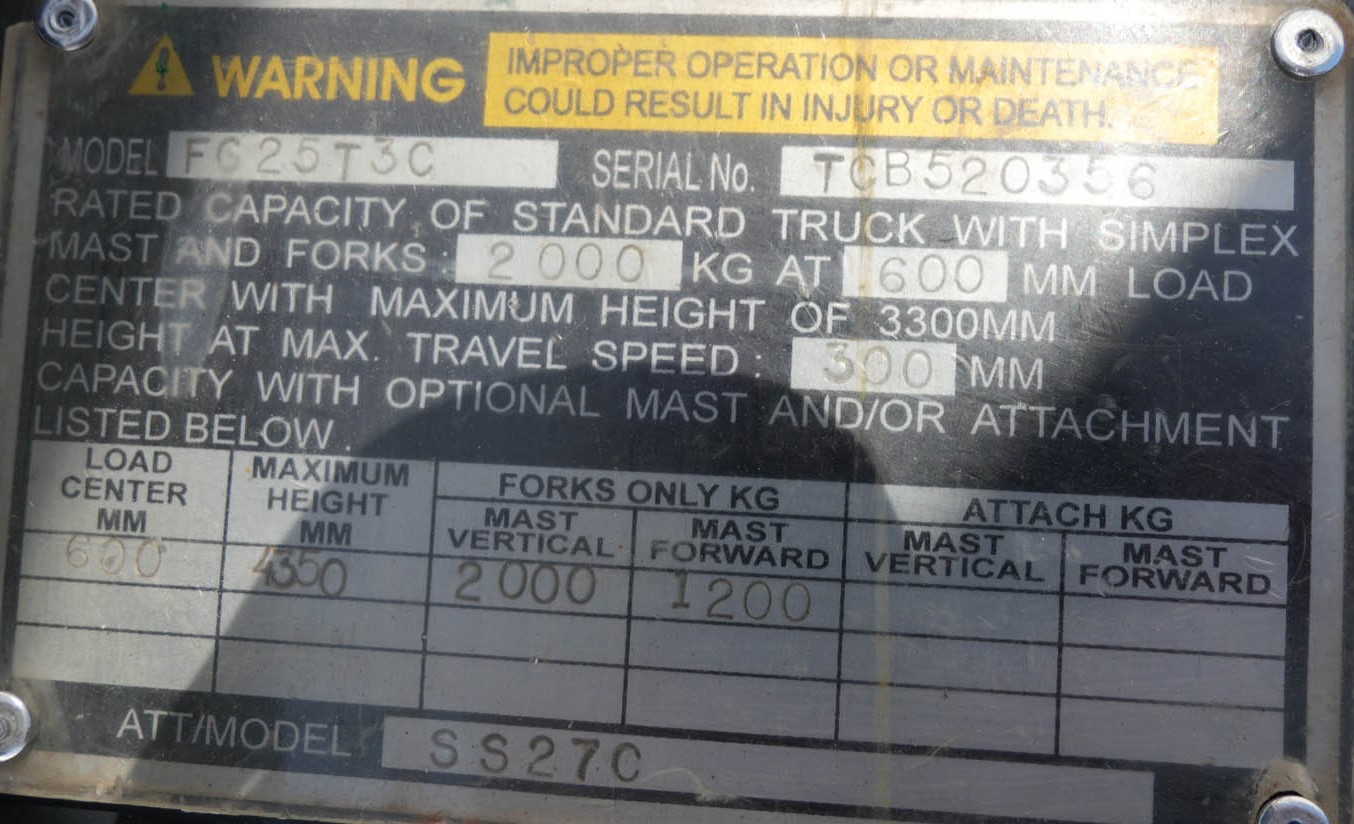 WARNING
IMPROPER OPERATION OR MAINTENANCE
COULD RESULT IN INJURY OR DEATH.
MODEL FG25T3C SERIAL No. TCB520356
RATED CAPACITY OF STANDARD TRUCK WITH SIMPLEX
MAST AND FORKS : 2000 KG AT 600 MM LOAD
CENTER WITH MAXIMUM HEIGHT OF 3300MM
HEIGHT AT MAX. TRAVEL SPEED : 300 MM
CAPACITY WITH OPTIONAL MAST AND/OR ATTACHMENT
LISTED BELOW
LOAD CENTER MM
MAXIMUM HEIGHT MM
FORKS ONLY KG
ATTACH KG
MAST VERTICAL
MAST FORWARD
MAST VERTICAL
MAST FORWARD
600 4350 2000 1200
ATT/MODEL SS27C